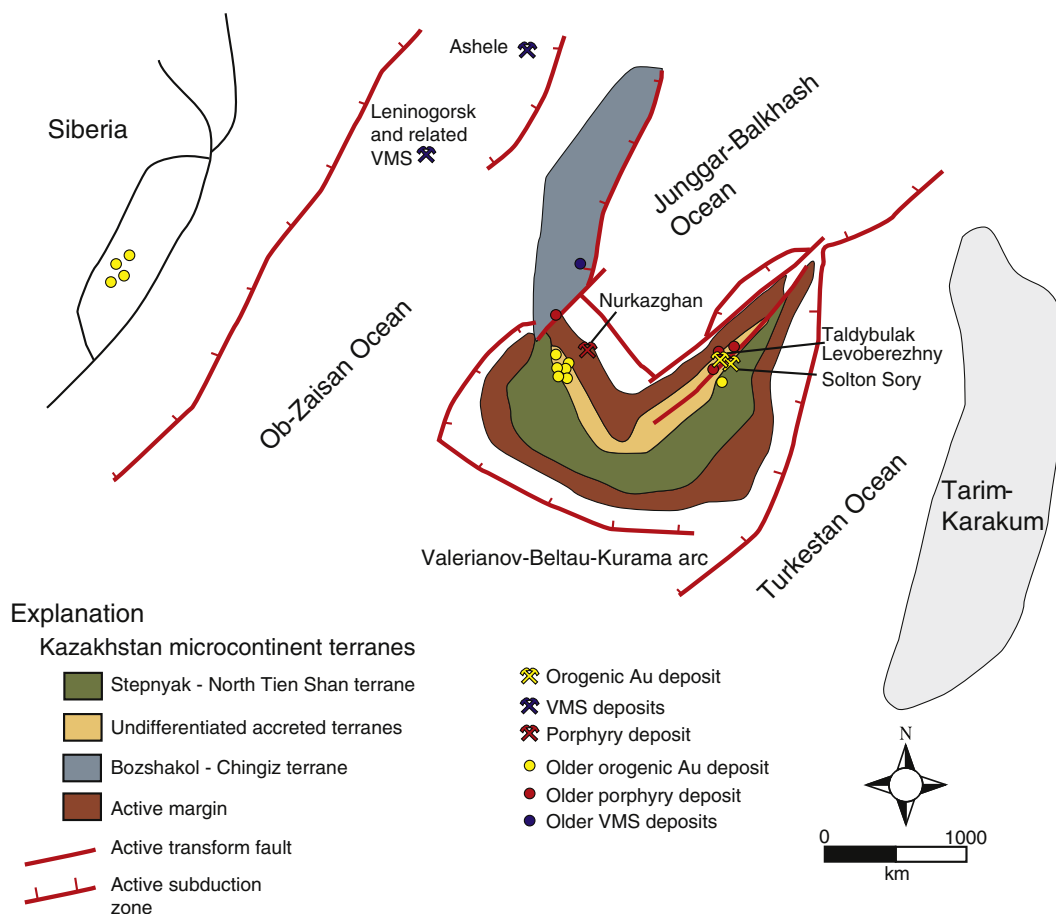 Ashele
Siberia
Leninogorsk
and related
VMS
Junggar-Balkhash
Ocean
Nurkazghan
Taldybulak
Levoberezhny
Solton Sory
Ob-Zaisan Ocean
Tarim-
Karakum
Turkestan Ocean
Valerianov-Beltau-Kurama arc
Explanation
Kazakhstan microcontinent terranes
Stepnyak - North Tien Shan terrane
Undifferentiated accreted terranes
Bozshakol - Chingiz terrane
Active margin
Active transform fault
Active subduction
zone
Orogenic Au deposit
VMS deposits
Porphyry deposit
Older orogenic Au deposit
Older porphyry deposit
Older VMS deposits
N
0 1000
km